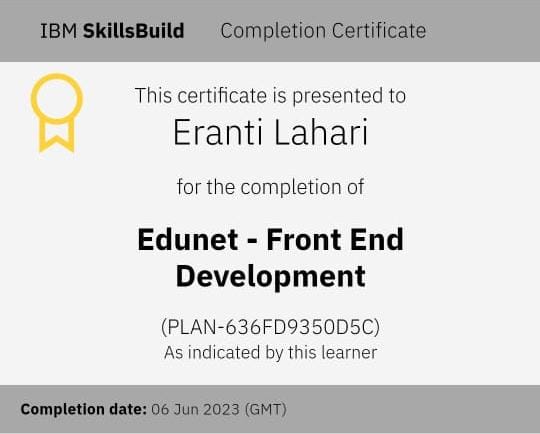 IBM SkillsBuild Completion Certificate
This certificate is presented to
Eranti Lahari
for the completion of
Edunet - Front End
Development
(PLAN-636FD9350D5C)
As indicated by this learner
Completion date: 06 Jun 2023 (GMT)